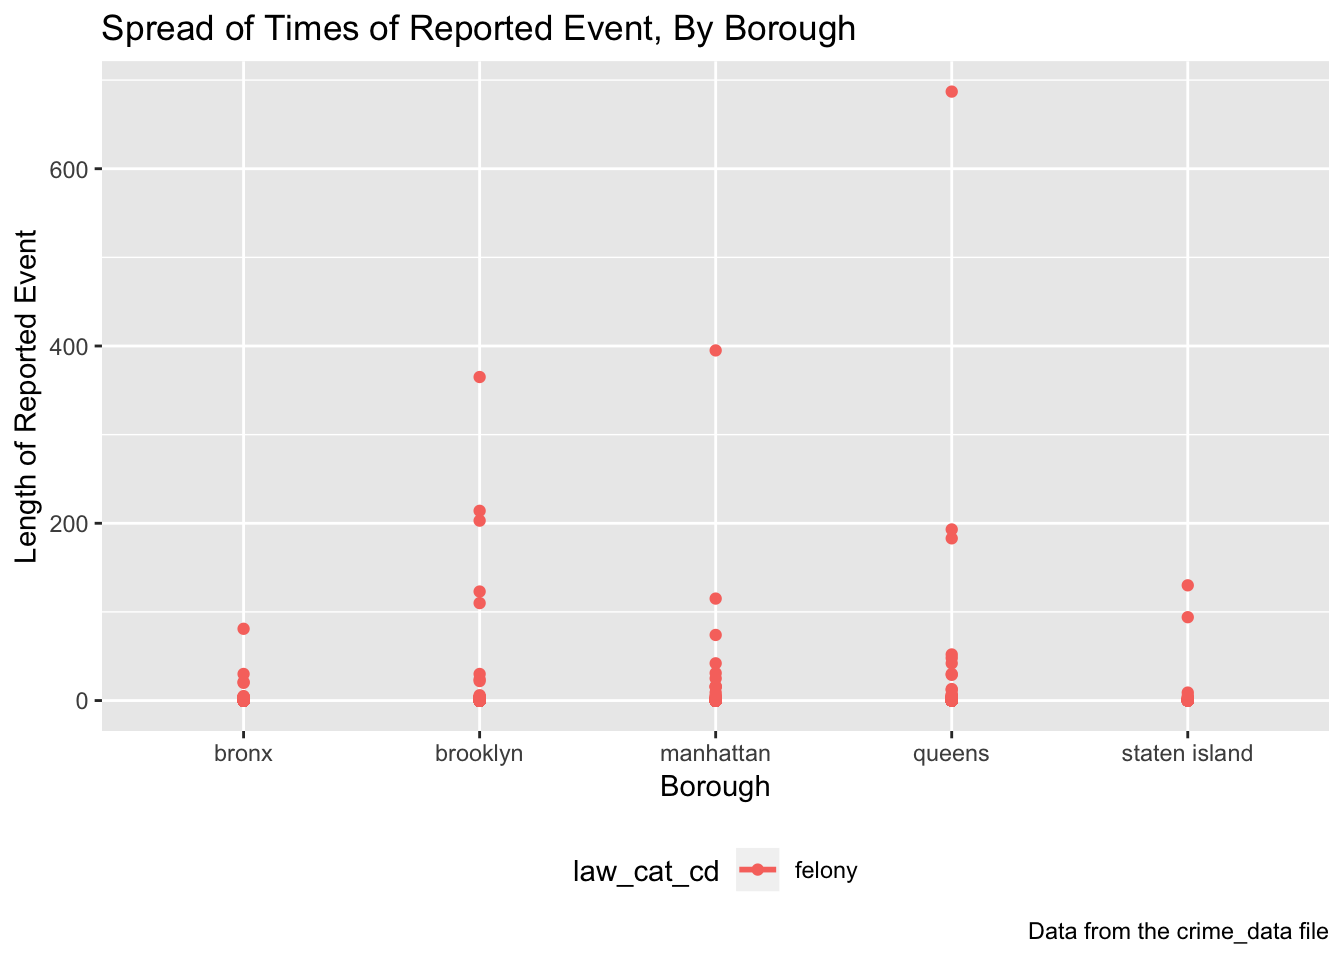 Spread of Times of Reported Event, By Borough
Length of Reported Event
600
400
200
0
bronx
brooklyn
manhattan
queens
staten island
Borough
law_cat_cd
felony
Data from the crime_data file